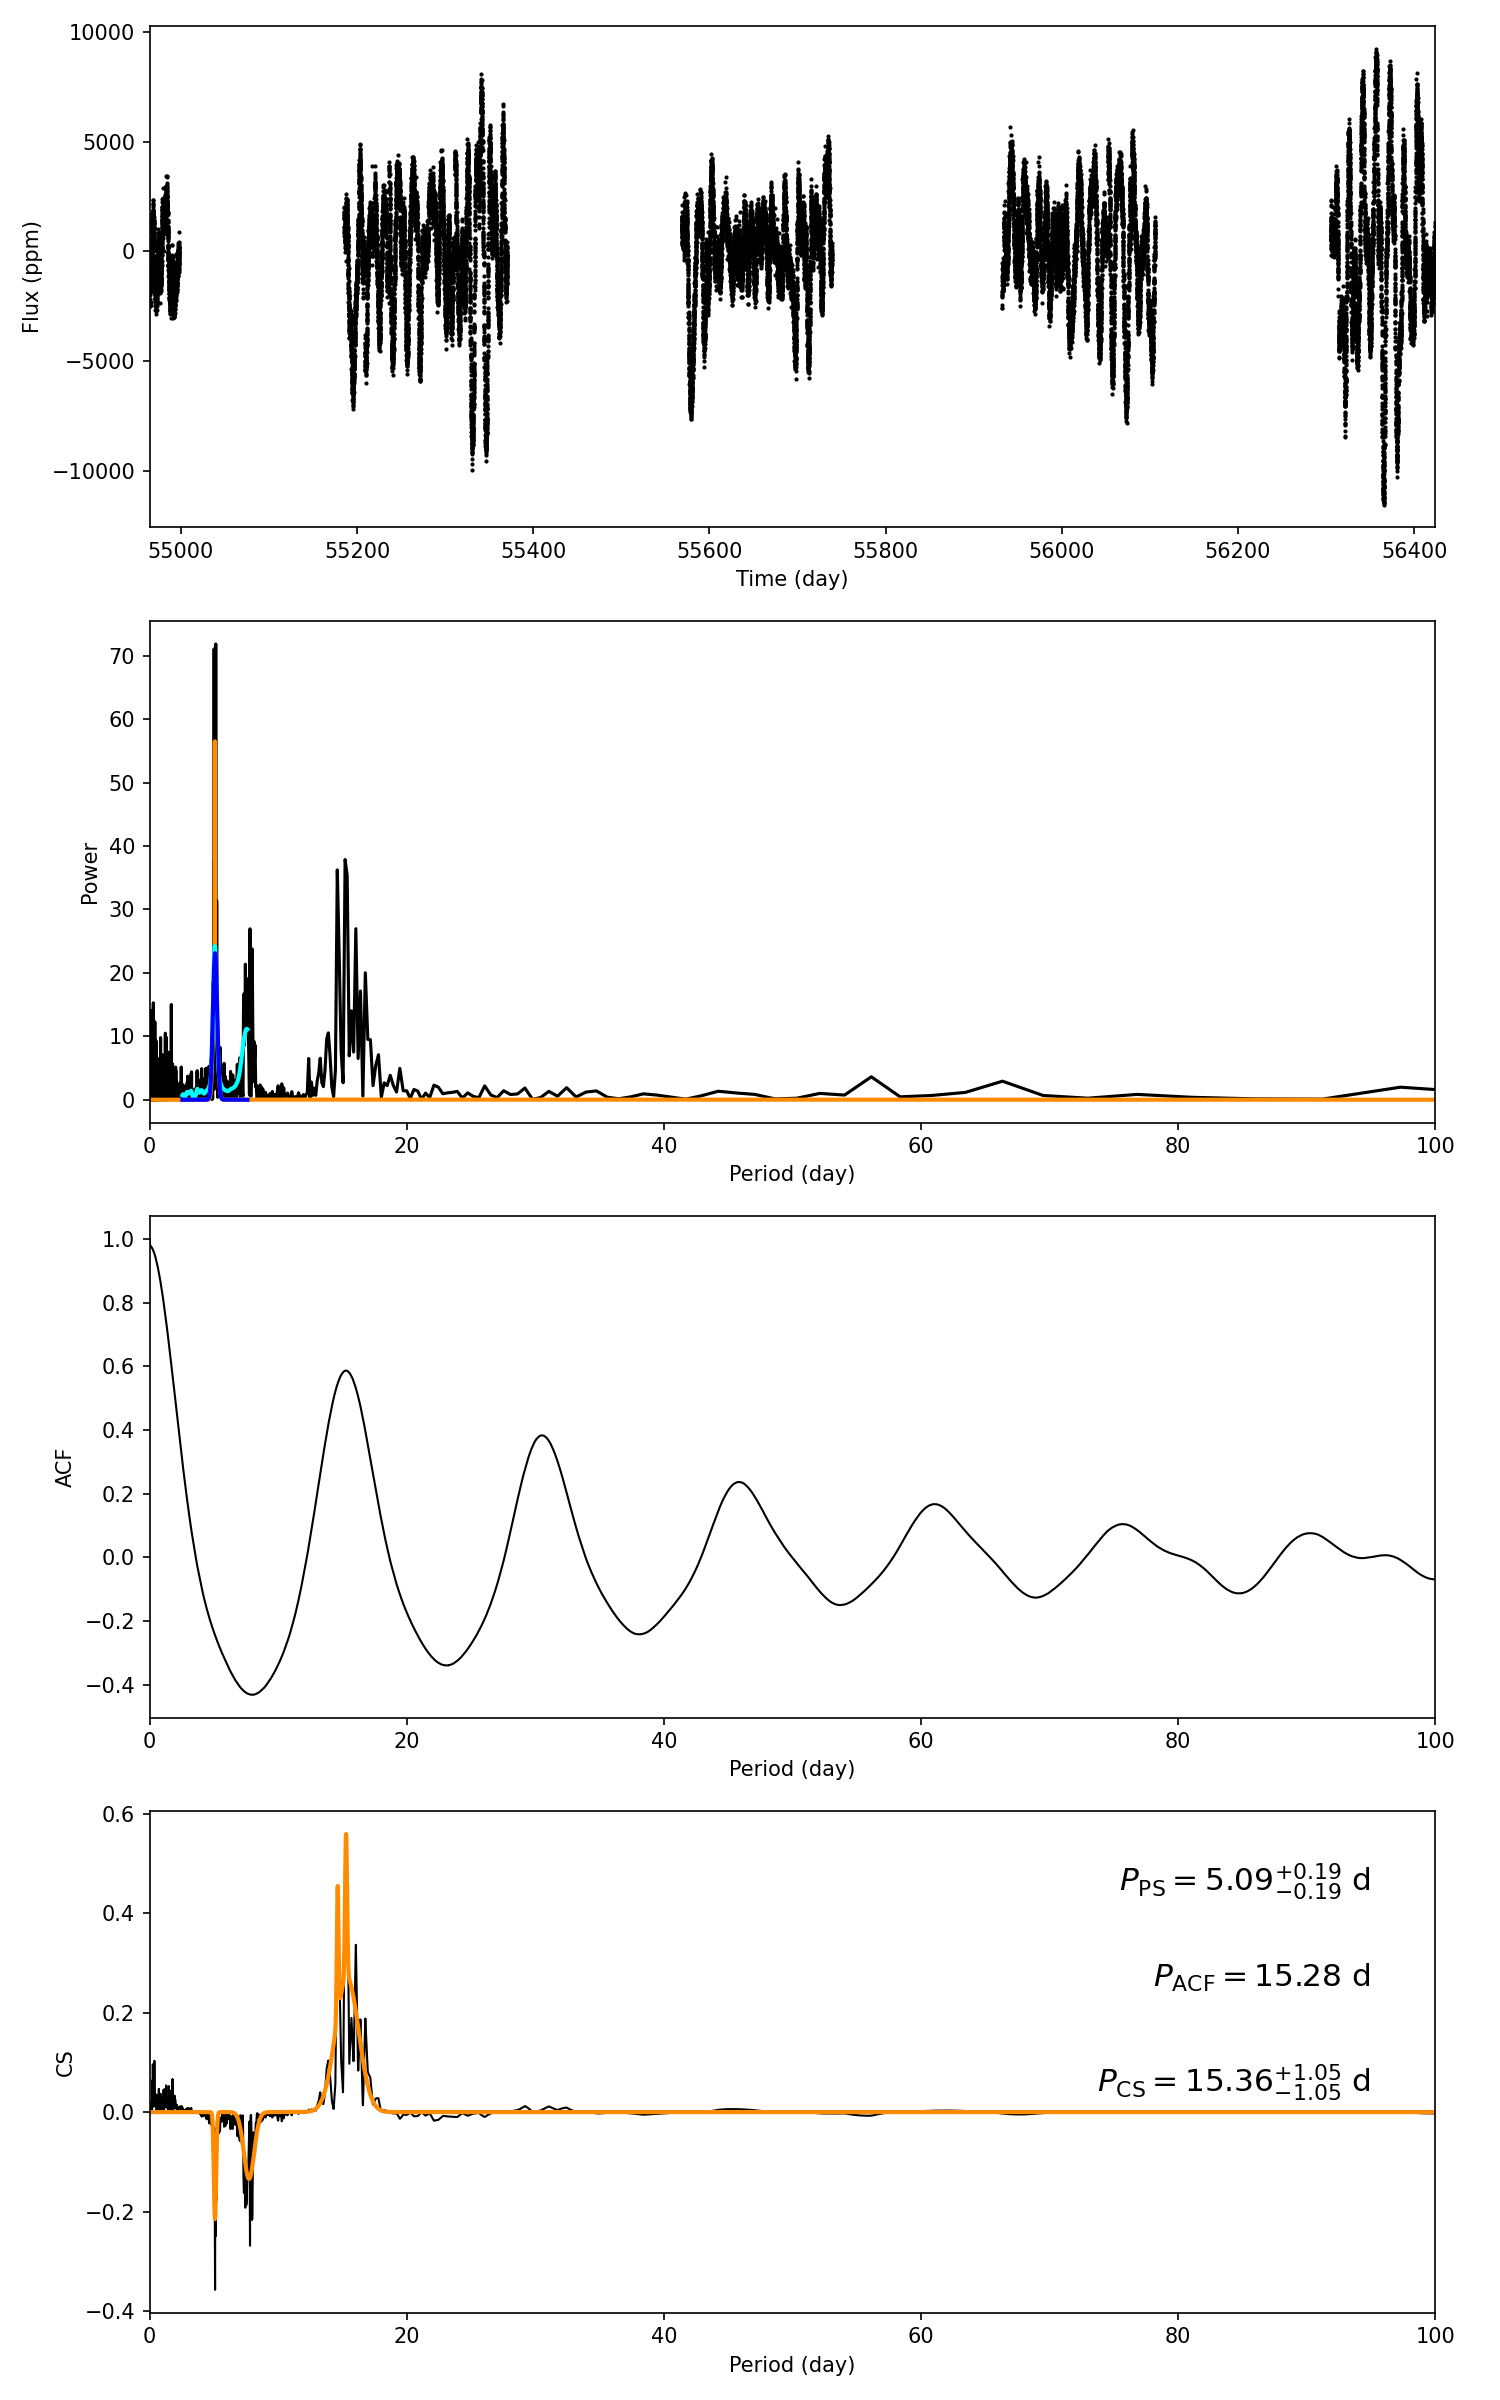 10000
5000
0
−5000
−10000
Flux (ppm)
55000 55200 55400 55600 55800 56000 56200 56400
Time (day)
70
60
50
40
30
20
10
0
Power
0 20 40 60 80 100
Period (day)
1.0
0.8
0.6
0.4
0.2
0.0
−0.2
−0.4
ACF
0 20 40 60 80 100
Period (day)
0.6
0.4
0.2
0.0
−0.2
−0.4
CS
P_PS = 5.09 +0.19 −0.19 d
P_ACF = 15.28 d
P_CS = 15.36 +1.05 −1.05 d
0 20 40 60 80 100
Period (day)